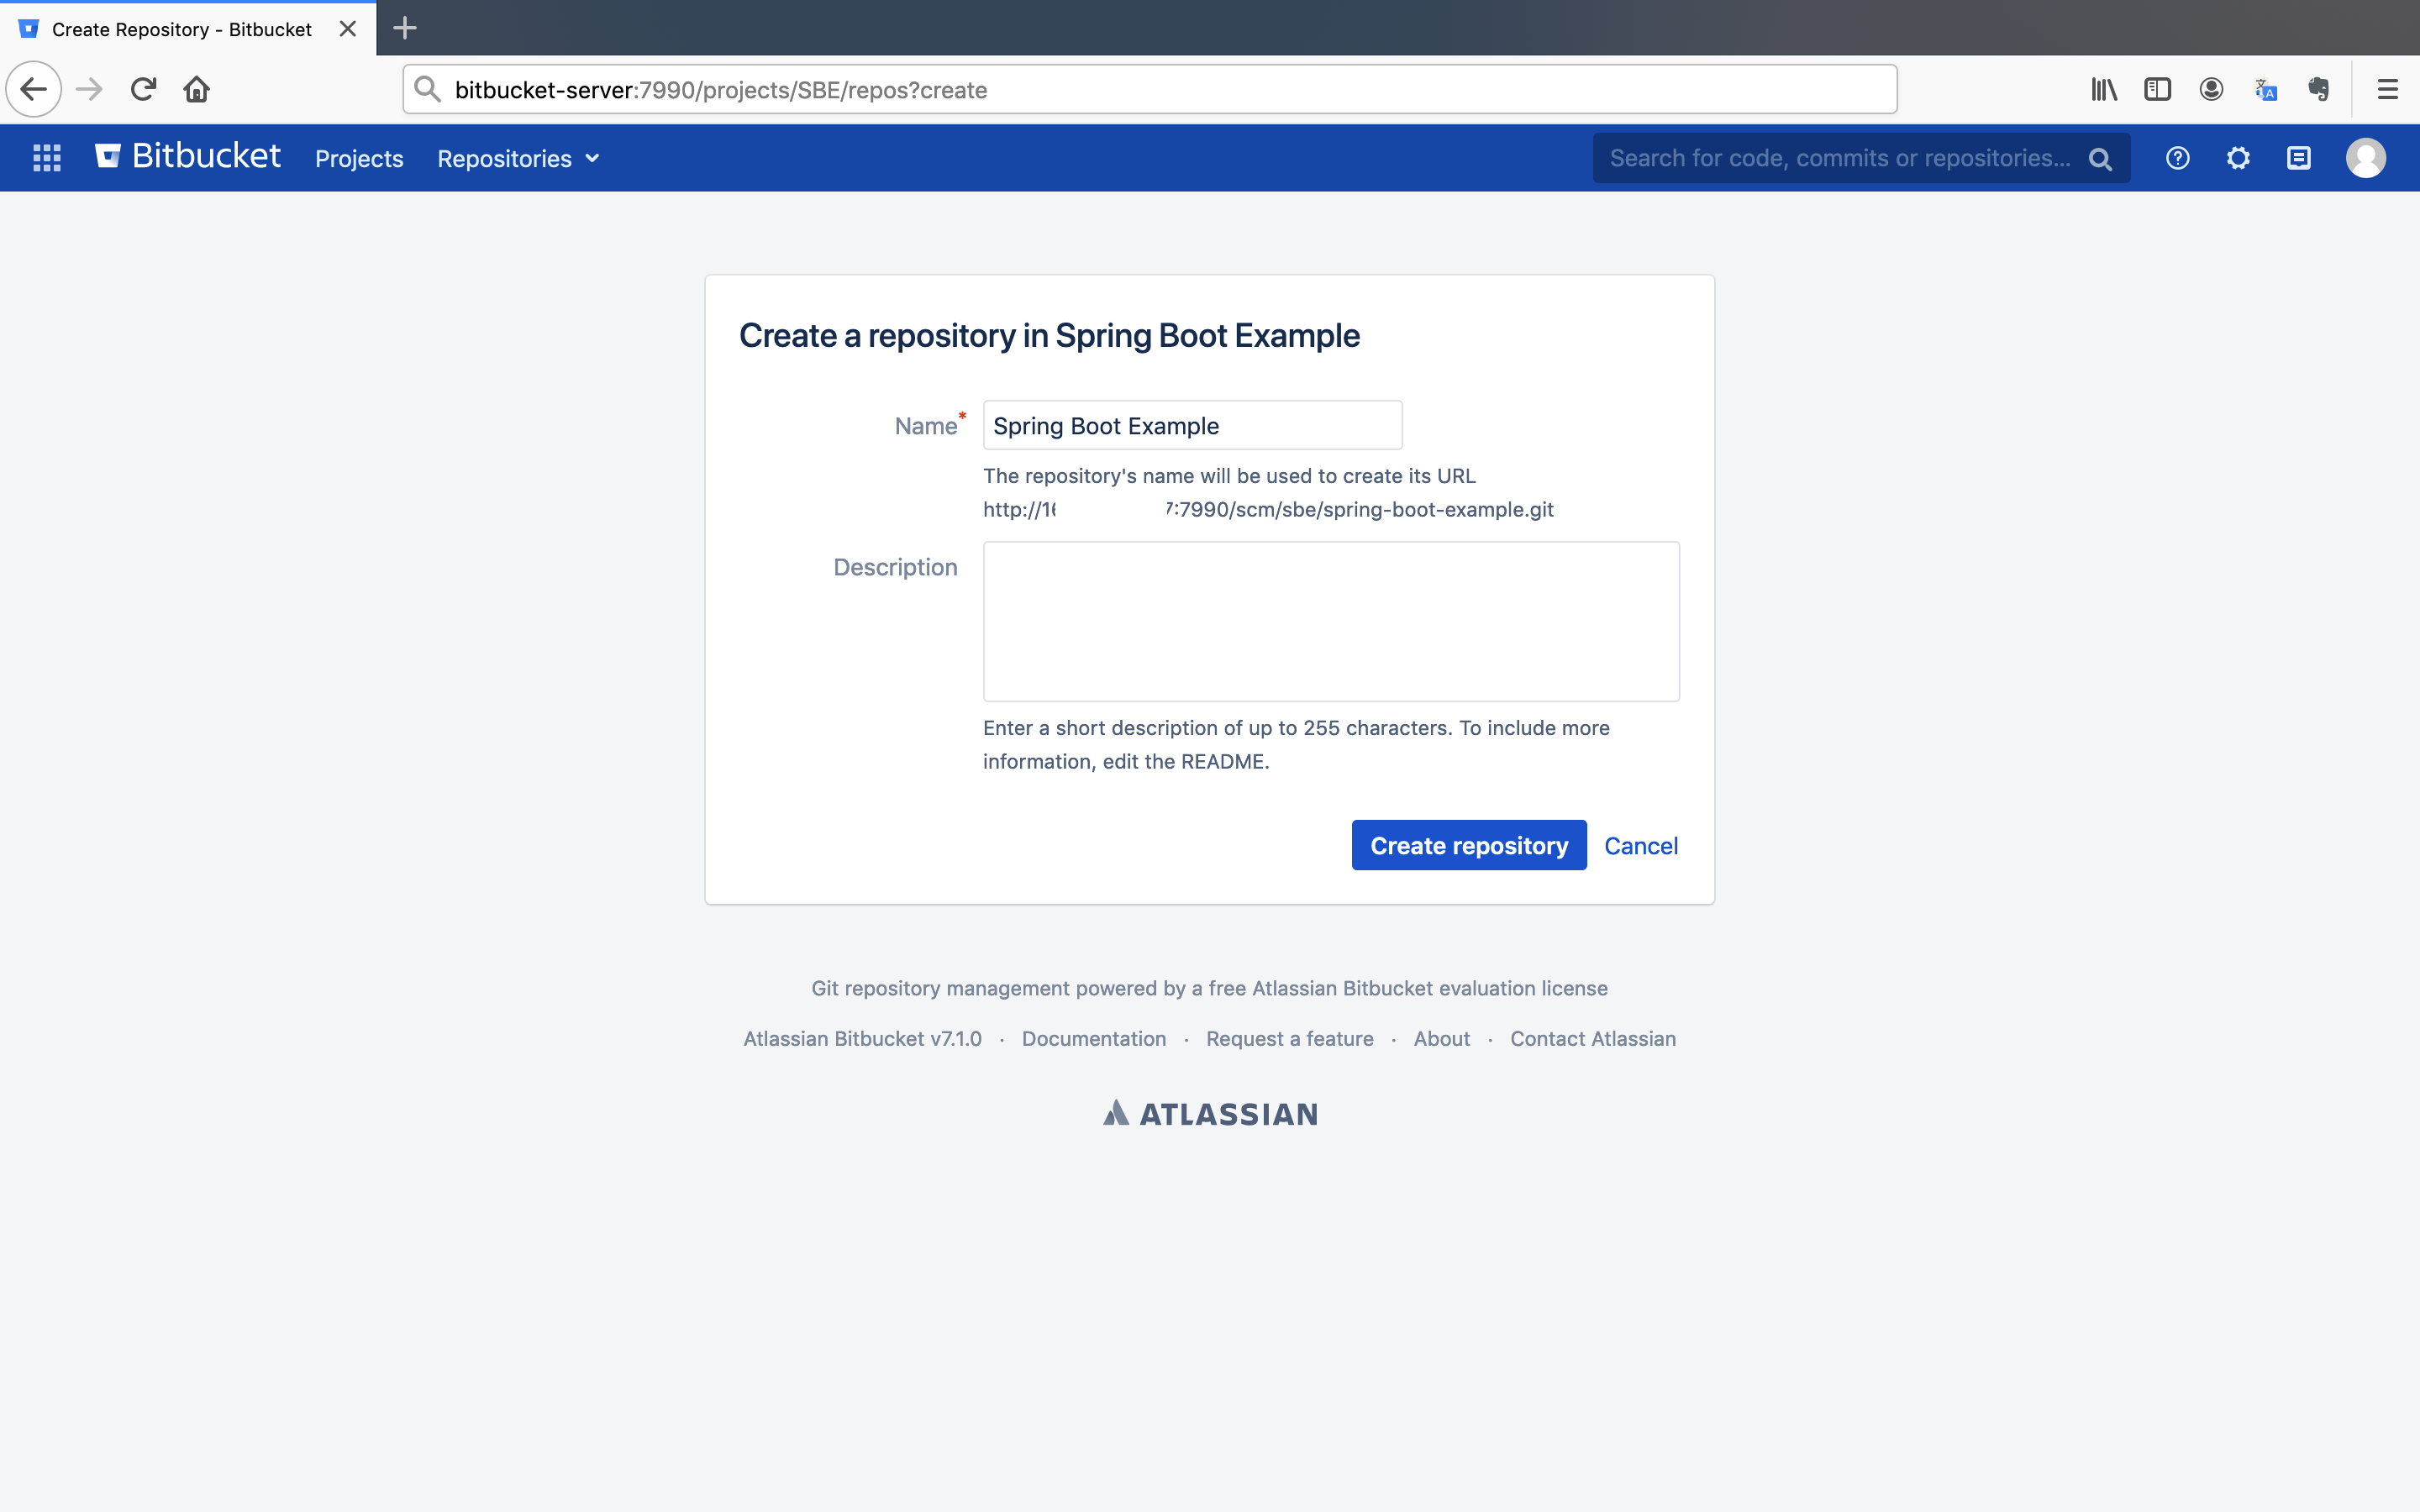 Create Repository - Bitbucket
bitbucket-server:7990/projects/SBE/repos?create
Bitbucket Projects Repositories Search for code, commits or repositories...
Create a repository in Spring Boot Example
Name* Spring Boot Example
The repository's name will be used to create its URL
http://16 7:7990/scm/sbe/spring-boot-example.git
Description
Enter a short description of up to 255 characters. To include more
information, edit the README.
Create repository Cancel
Git repository management powered by a free Atlassian Bitbucket evaluation license
Atlassian Bitbucket v7.1.0 · Documentation · Request a feature · About · Contact Atlassian
ATLASSIAN